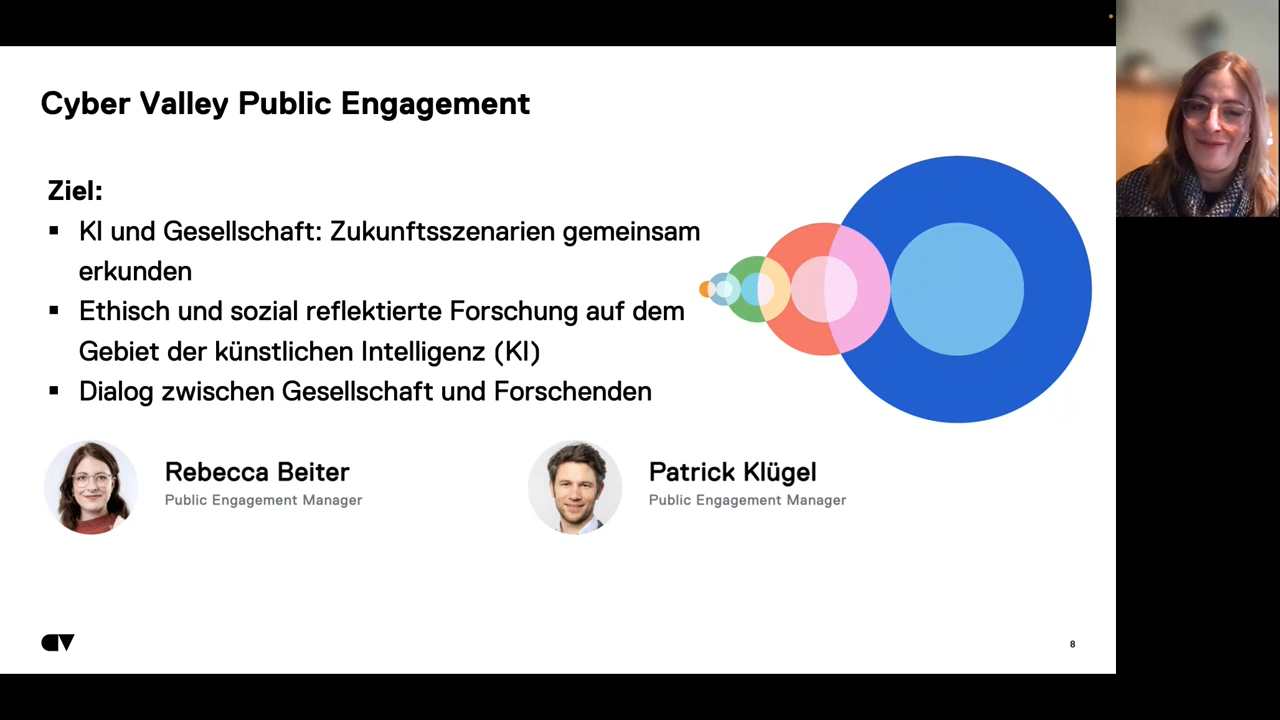 Cyber Valley Public Engagement
Ziel:
▪ KI und Gesellschaft: Zukunftsszenarien gemeinsam
erkunden
▪ Ethisch und sozial reflektierte Forschung auf dem
Gebiet der künstlichen Intelligenz (KI)
▪ Dialog zwischen Gesellschaft und Forschenden
Rebecca Beiter
Public Engagement Manager
Patrick Klügel
Public Engagement Manager
8